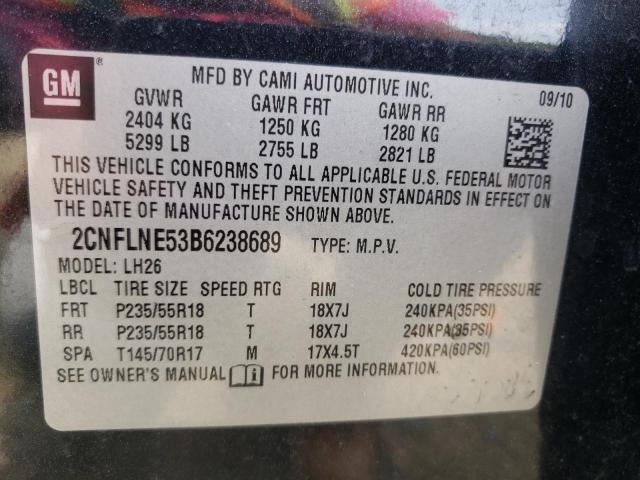 GM ®
MFD BY CAMI AUTOMOTIVE INC.
GVWR GAWR FRT GAWR RR 09/10
2404 KG 1250 KG 1280 KG
5299 LB 2755 LB 2821 LB
THIS VEHICLE CONFORMS TO ALL APPLICABLE U.S. FEDERAL MOTOR
VEHICLE SAFETY AND THEFT PREVENTION STANDARDS IN EFFECT ON
THE DATE OF MANUFACTURE SHOWN ABOVE.
2CNFLNE53B6238689 TYPE: M.P.V.
MODEL: LH26
LBCL TIRE SIZE SPEED RTG RIM COLD TIRE PRESSURE
FRT P235/55R18 T 18X7J 240KPA(35PSI)
RR P235/55R18 T 18X7J 240KPA(35PSI)
SPA T145/70R17 M 17X4.5T 420KPA(60PSI)
SEE OWNER'S MANUAL FOR MORE INFORMATION.